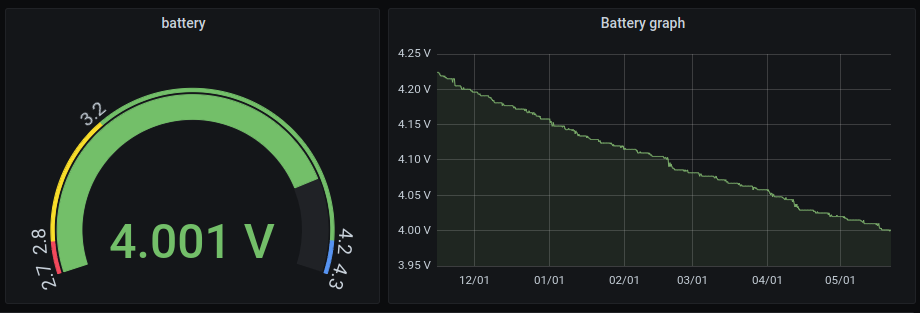 battery
3.2
2.8
2.7
4.001 V
4.2
4.3
Battery graph
4.25 V
4.20 V
4.15 V
4.10 V
4.05 V
4.00 V
3.95 V
12/01 01/01 02/01 03/01 04/01 05/01